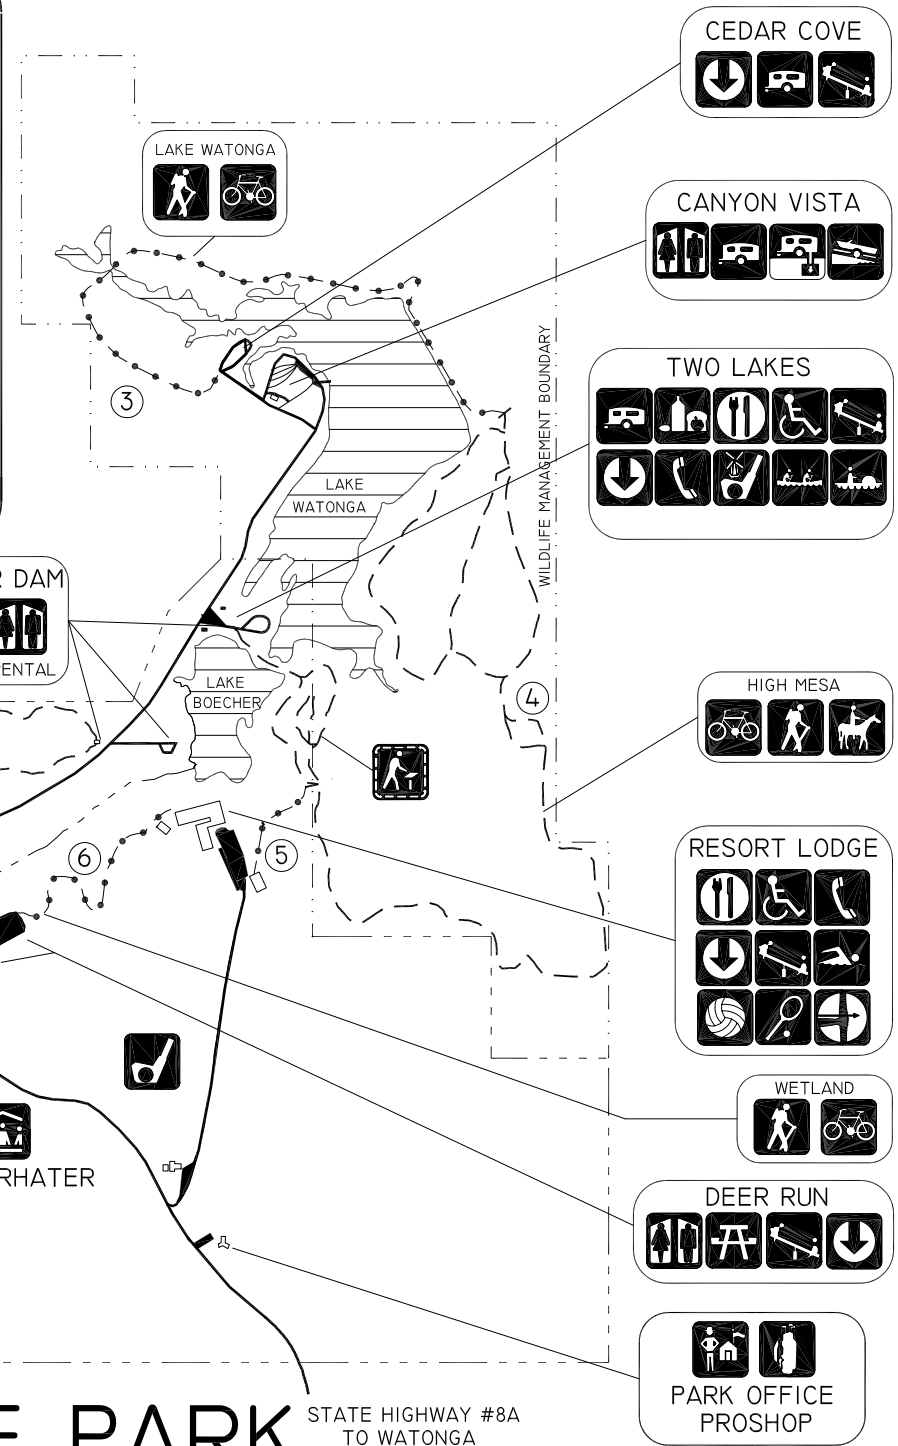 CEDAR COVE
LAKE WATONGA
CANYON VISTA
WILDLIFE MANAGEMENT BOUNDARY
TWO LAKES
3
LAKE
WATONGA
R DAM
RENTAL
LAKE
BOECHER
4
HIGH MESA
6
5
RESORT LODGE
WETLAND
RHATER
DEER RUN
PARK OFFICE
PROSHOP
E PARK
STATE HIGHWAY #8A
TO WATONGA